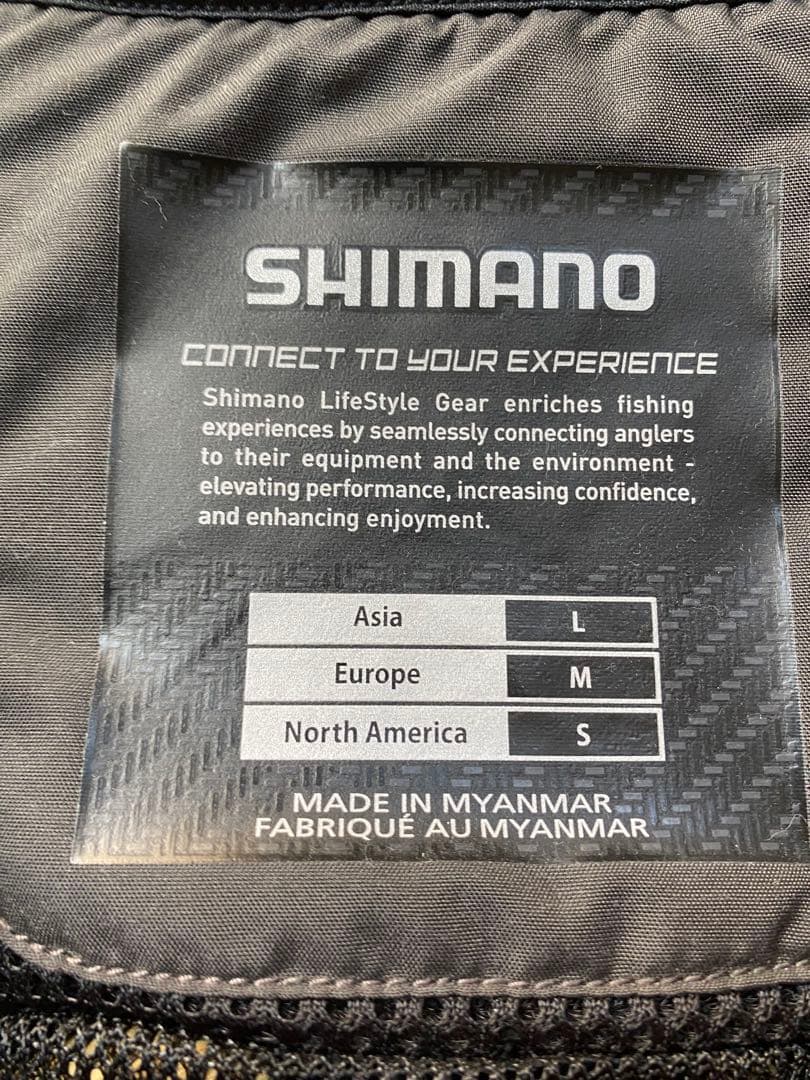 SHIMANO
CONNECT TO YOUR EXPERIENCE
Shimano LifeStyle Gear enriches fishing
experiences by seamlessly connecting anglers
to their equipment and the environment -
elevating performance, increasing confidence,
and enhancing enjoyment.
Asia L
Europe M
North America S
MADE IN MYANMAR
FABRIQUÉ AU MYANMAR